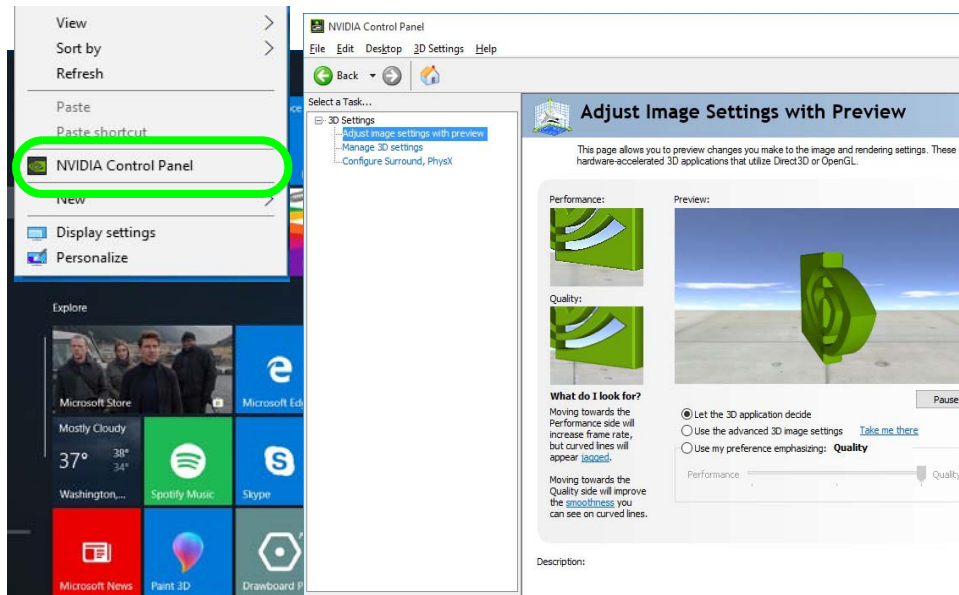 View
Sort by
Refresh
Paste
Paste shortcut
NVIDIA Control Panel
New
Display settings
Personalize
Explore
Microsoft Store
Microsoft Ed
Mostly Cloudy
37° 38°
34°
Washington,...
Spotify Music
Skype
Microsoft News
Paint 3D
Drawboard P
NVIDIA Control Panel
File Edit Desktop 3D Settings Help
Back
Select a Task...
3D Settings
Adjust image settings with preview
Manage 3D settings
Configure Surround, PhysX
Adjust Image Settings with Preview
This page allows you to preview changes you make to the image and rendering settings. These
hardware-accelerated 3D applications that utilize Direct3D or OpenGL.
Performance:
Preview:
Quality:
What do I look for?
Moving towards the
Performance side will
increase frame rate,
but curved lines will
appear jagged.
Moving towards the
Quality side will improve
the smoothness you
can see on curved lines.
Pause
Let the 3D application decide
Use the advanced 3D image settings Take me there
Use my preference emphasizing: Quality
Performance Quality
Description: